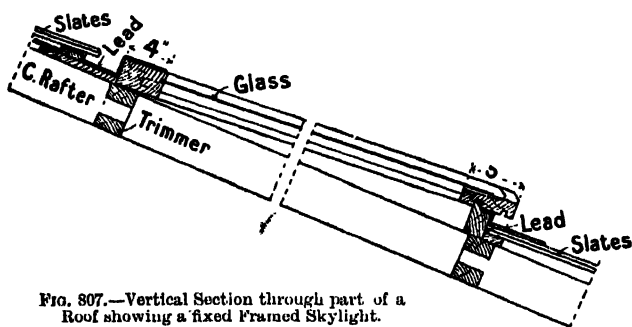 Slates
Lead
4"
Glass
C. Rafter
Trimmer
5
Lead
Slates
FIG. 807.—Vertical Section through part of a
Roof showing a fixed Framed Skylight.